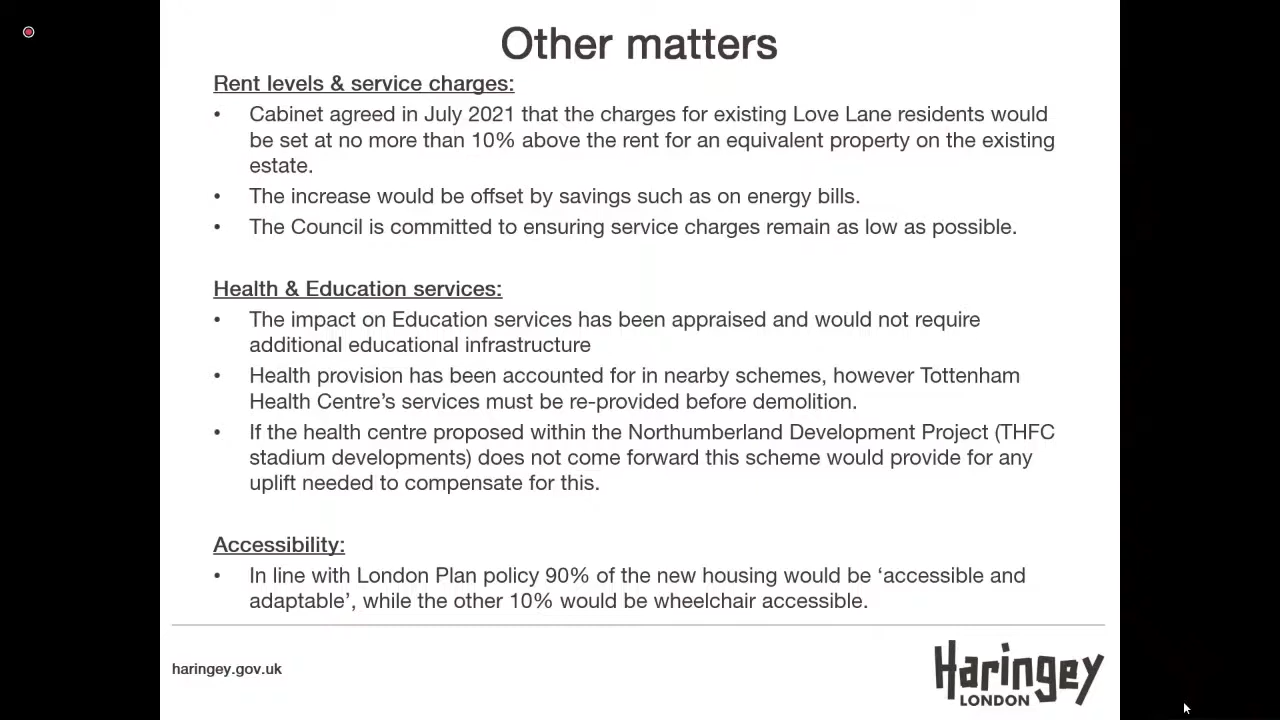 Other matters
Rent levels & service charges:
• Cabinet agreed in July 2021 that the charges for existing Love Lane residents would
be set at no more than 10% above the rent for an equivalent property on the existing
estate.
• The increase would be offset by savings such as on energy bills.
• The Council is committed to ensuring service charges remain as low as possible.
Health & Education services:
• The impact on Education services has been appraised and would not require
additional educational infrastructure
• Health provision has been accounted for in nearby schemes, however Tottenham
Health Centre’s services must be re-provided before demolition.
• If the health centre proposed within the Northumberland Development Project (THFC
stadium developments) does not come forward this scheme would provide for any
uplift needed to compensate for this.
Accessibility:
• In line with London Plan policy 90% of the new housing would be ‘accessible and
adaptable’, while the other 10% would be wheelchair accessible.
haringey.gov.uk
Haringey
LONDON